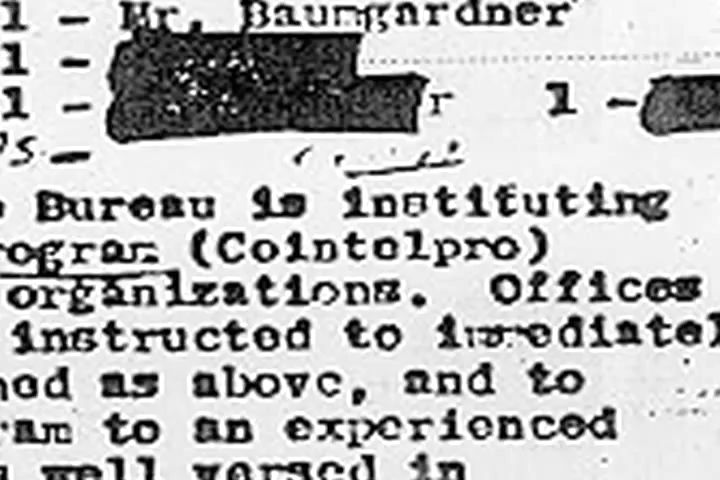 1 - Mr. Baumgardner
1 -
1 - r 1 -
Bureau is instituting
rogram (Cointelpro)
organizations. Offices
instructed to immediatel
ned as above, and to
ram to an experienced
well versed in